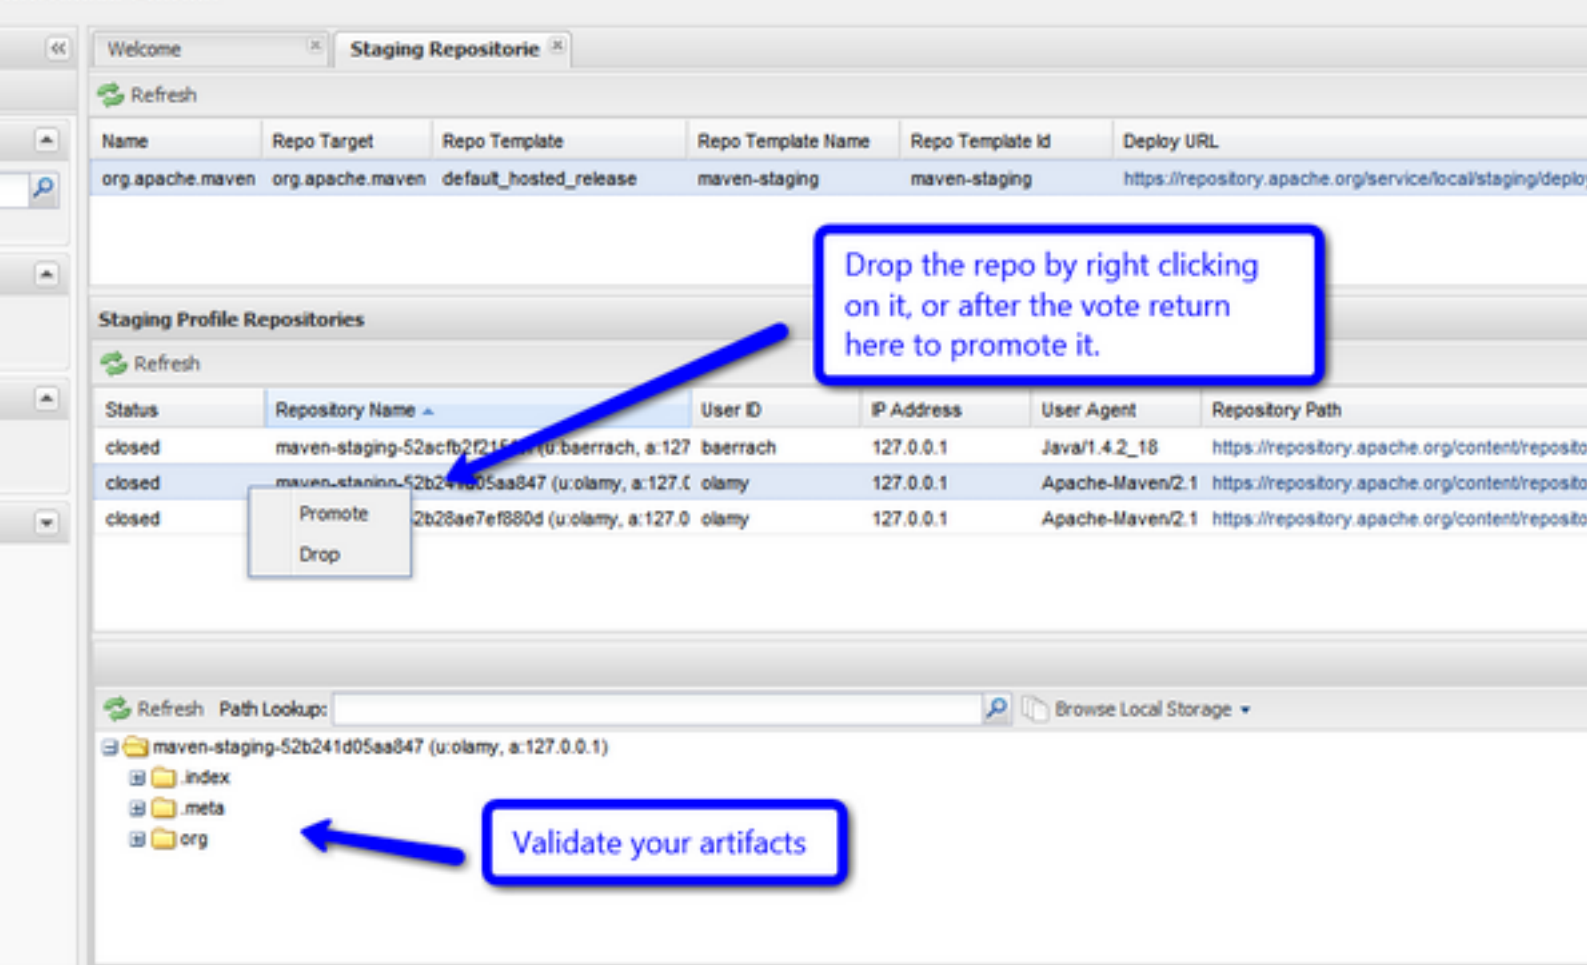 Welcome
Staging Repositorie
Refresh
Name Repo Target Repo Template Repo Template Name Repo Template Id Deploy URL
org.apache.maven org.apache.maven default_hosted_release maven-staging maven-staging https://repository.apache.org/service/local/staging/deplo
Drop the repo by right clicking
on it, or after the vote return
here to promote it.
Staging Profile Repositories
Refresh
Status Repository Name User ID IP Address User Agent Repository Path
closed (u:baerrach, a:127 baerrach 127.0.0.1 Java/1.4.2_18 https://repository.apache.org/content/reposito
closed maven-staging-52b241d05aa847 (u:olamy, a:127.0 olamy 127.0.0.1 Apache-Maven/2.1 https://repository.apache.org/content/reposito
closed 2b28ae7ef880d (u:olamy, a:127.0 olamy 127.0.0.1 Apache-Maven/2.1 https://repository.apache.org/content/reposito
Promote
Drop
Refresh Path Lookup: Browse Local Storage
maven-staging-52b241d05aa847 (u:olamy, a:127.0.0.1)
.index
.meta
org
Validate your artifacts